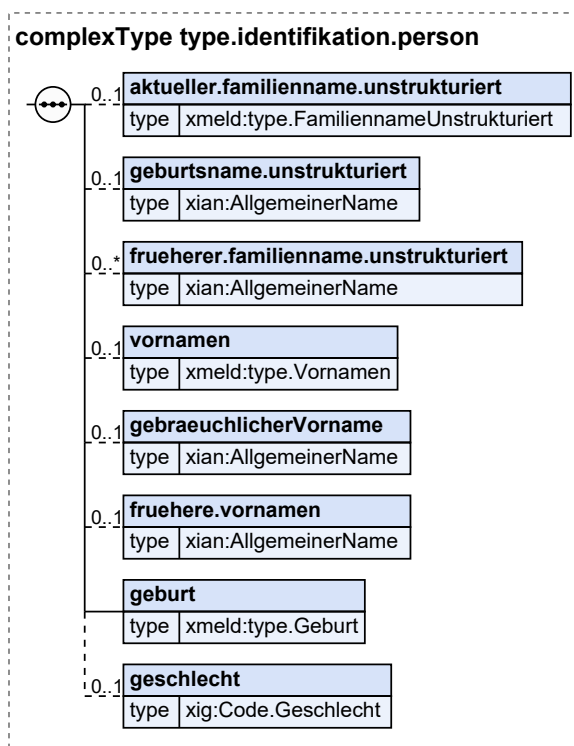 complexType type.identifikation.person
0..1 aktueller.familienname.unstrukturiert
type xmeld:type.FamiliennameUnstrukturiert
0..1 geburtsname.unstrukturiert
type xian:AllgemeinerName
0..* frueherer.familienname.unstrukturiert
type xian:AllgemeinerName
0..1 vornamen
type xmeld:type.Vornamen
0..1 gebraeuchlicherVorname
type xian:AllgemeinerName
0..1 fruehere.vornamen
type xian:AllgemeinerName
geburt
type xmeld:type.Geburt
0..1 geschlecht
type xig:Code.Geschlecht